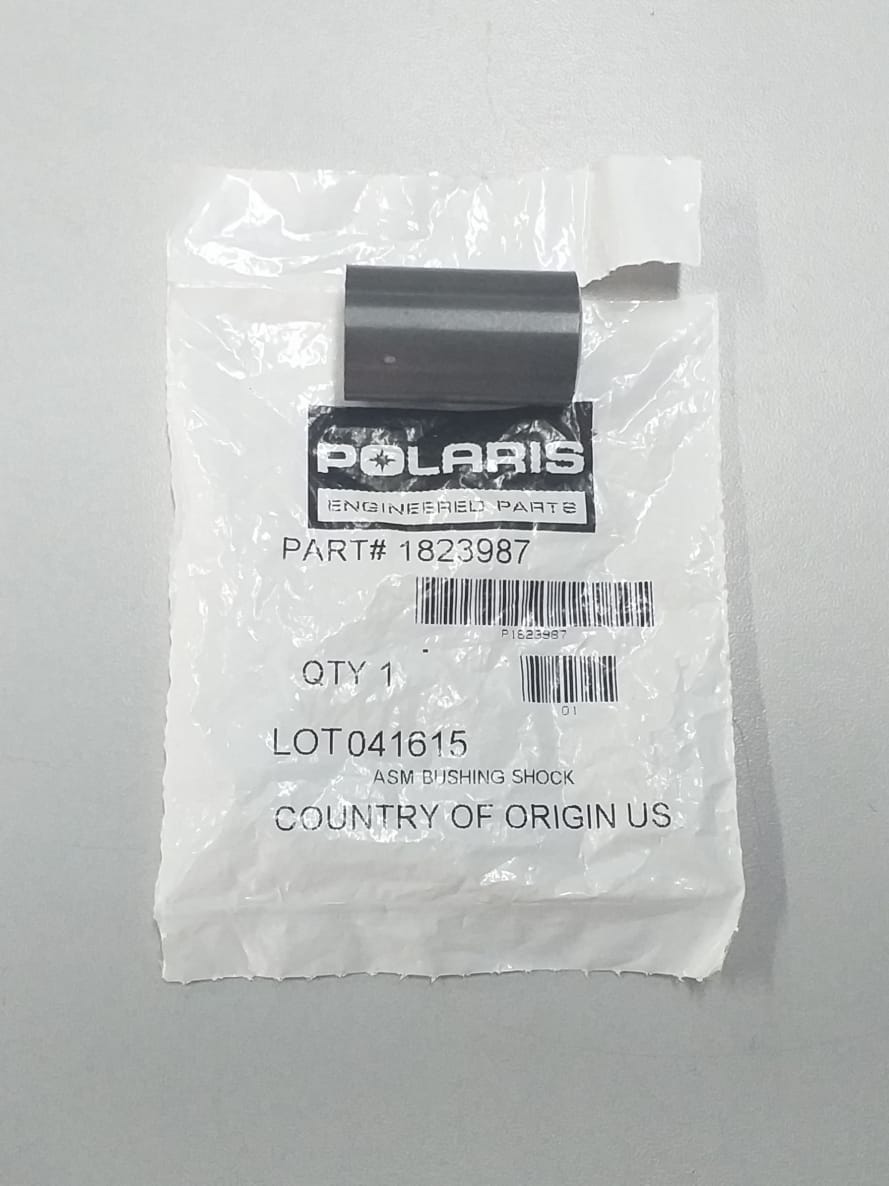 POLARIS
ENGINEERED PARTS
PART# 1823987
P1823987
QTY 1
01
LOT 041615
ASM BUSHING SHOCK
COUNTRY OF ORIGIN US